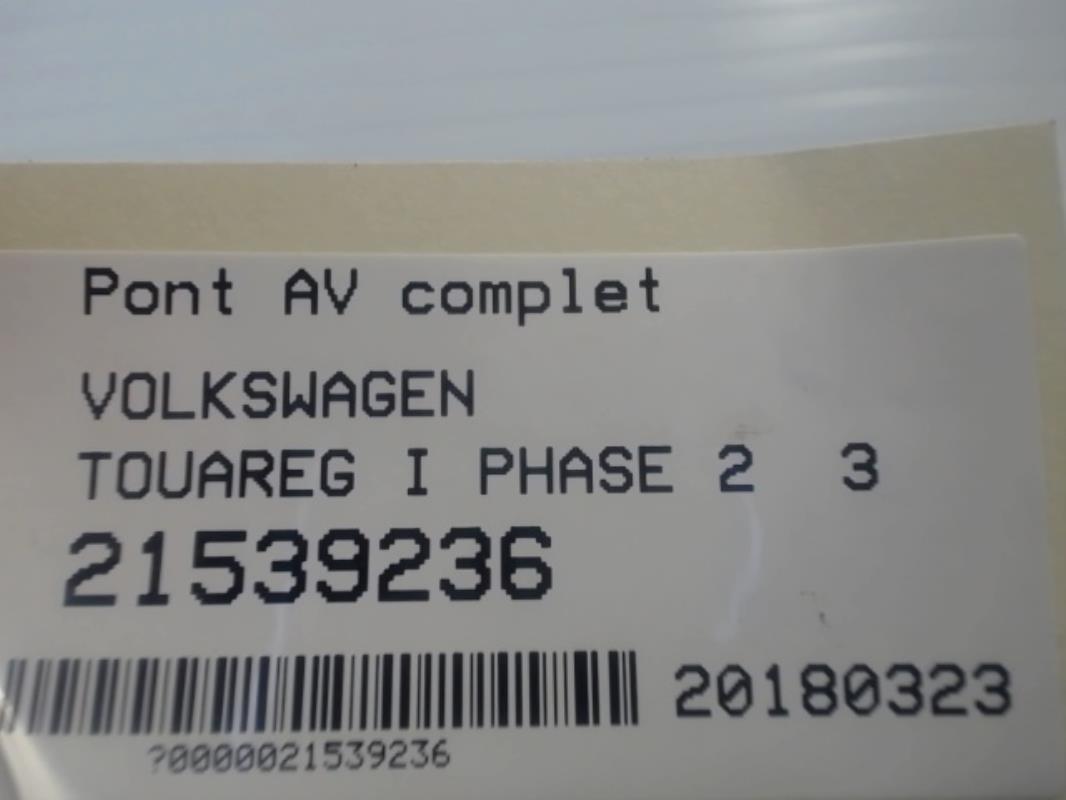 Pont AV complet
VOLKSWAGEN
TOUAREG I PHASE 2 3
21539236
20180323
?0000021539236